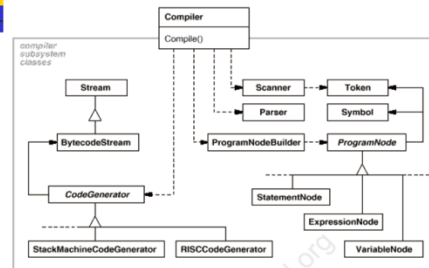 Compiler
Compile()
compiler
subsystem
classes
Stream
Scanner
Token
Parser
Symbol
BytecodeStream
ProgramNodeBuilder
ProgramNode
CodeGenerator
StatementNode
ExpressionNode
StackMachineCodeGenerator
RISCCodeGenerator
VariableNode